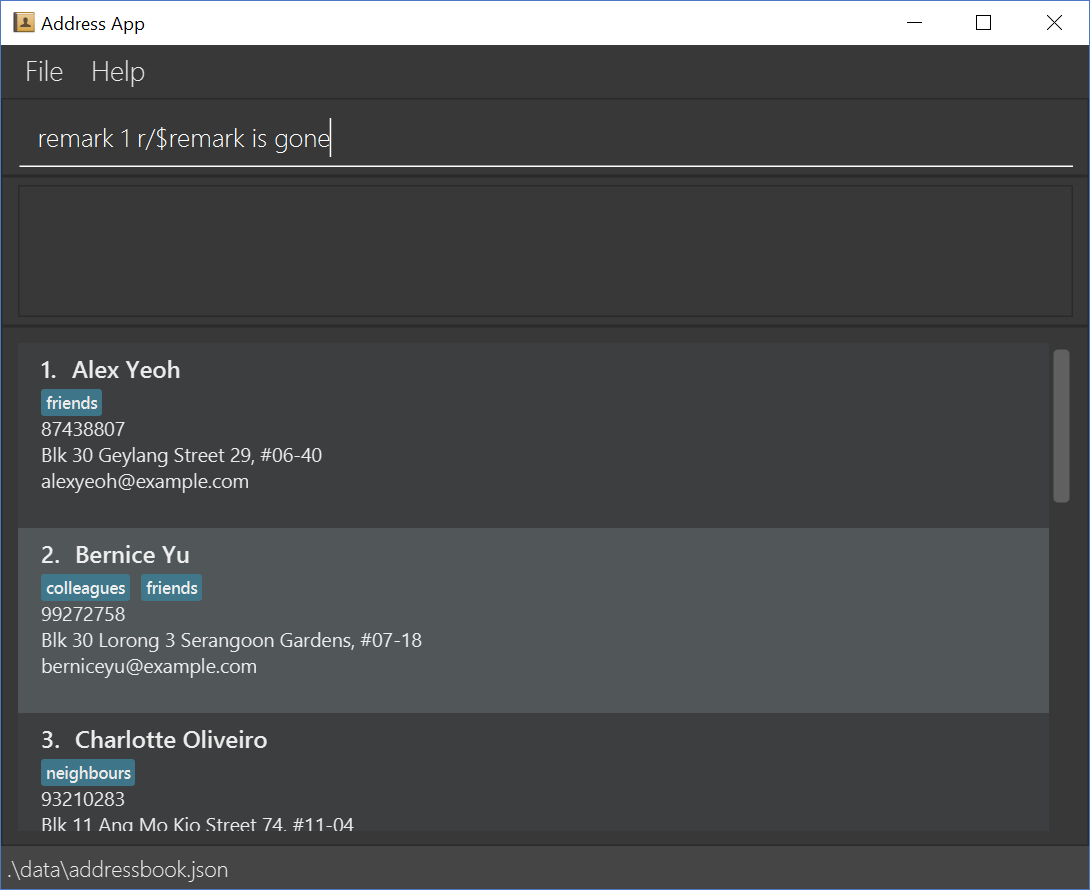 Address App
File Help
remark 1 r/$remark is gone
1. Alex Yeoh
friends
87438807
Blk 30 Geylang Street 29, #06-40
alexyeoh@example.com
2. Bernice Yu
colleagues friends
99272758
Blk 30 Lorong 3 Serangoon Gardens, #07-18
berniceyu@example.com
3. Charlotte Oliveiro
neighbours
93210283
Blk 11 Ang Mo Kio Street 74, #11-04
.\data\addressbook.json